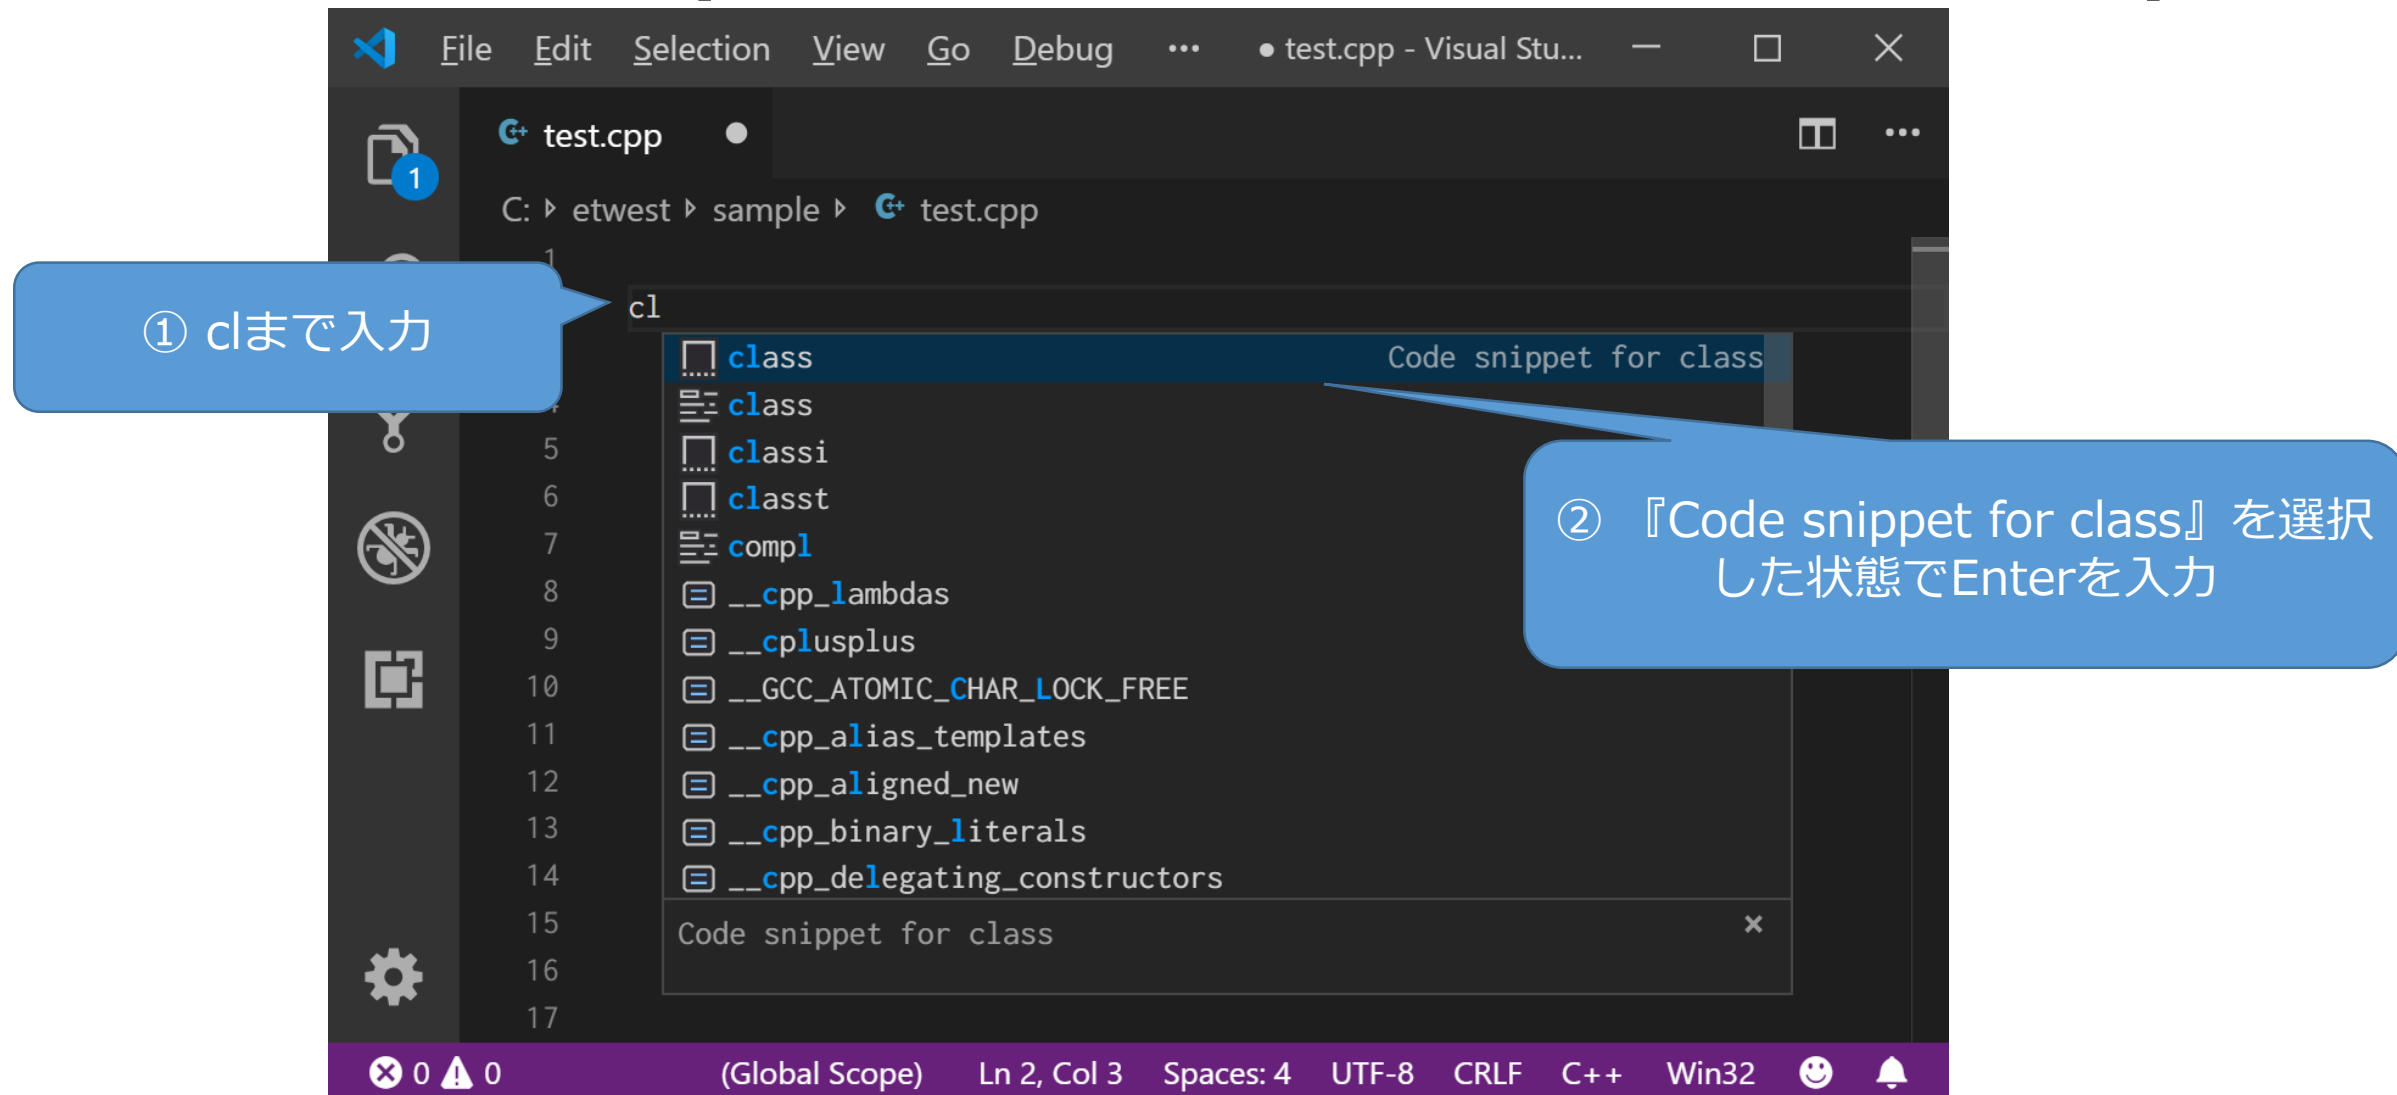 File Edit Selection View Go Debug ··· ● test.cpp - Visual Stu...
test.cpp
1
C: etwest sample test.cpp
1
① clまで入力
cl
class Code snippet for class
class
5 classi
6 classt
7 compl
② 『Code snippet for class』を選択
した状態でEnterを入力
8 __cpp_lambdas
9 __cplusplus
10 __GCC_ATOMIC_CHAR_LOCK_FREE
11 __cpp_alias_templates
12 __cpp_aligned_new
13 __cpp_binary_literals
14 __cpp_delegating_constructors
15 Code snippet for class
16
17
0 0 (Global Scope) Ln 2, Col 3 Spaces: 4 UTF-8 CRLF C++ Win32